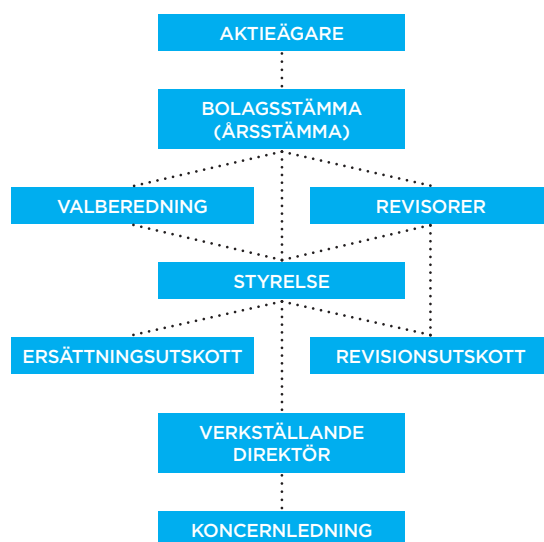 AKTIEÄGARE
BOLAGSSTÄMMA
(ÅRSSTÄMMA)
VALBEREDNING
REVISORER
STYRELSE
ERSÄTTNINGSUTSKOTT
REVISIONSUTSKOTT
VERKSTÄLLANDE
DIREKTÖR
KONCERNLEDNING